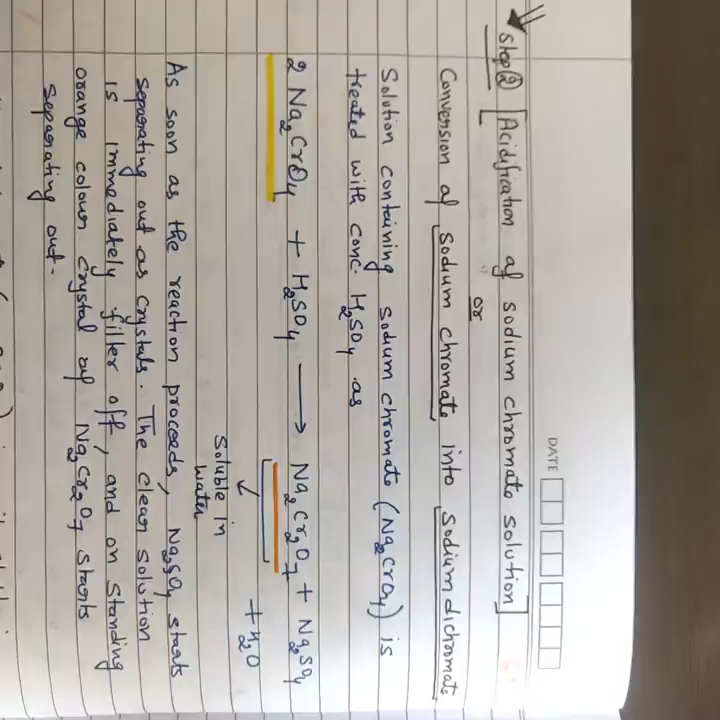 DATE
Step② [Acidification of sodium chromate solution]
or
Conversion of sodium chromate into sodium dichromate
Solution containing sodium chromate (Na₂CrO₄) is
treated with conc. H₂SO₄ as
2 Na₂CrO₄ + H₂SO₄ ⟶ Na₂Cr₂O₇ + Na₂SO₄
+ H₂O
Soluble in
water
As soon as the reaction proceeds, Na₂SO₄ starts
separating out as crystals. The clear solution
is immediately filter off, and on standing
orange colour crystal of Na₂Cr₂O₇ starts
separating out.